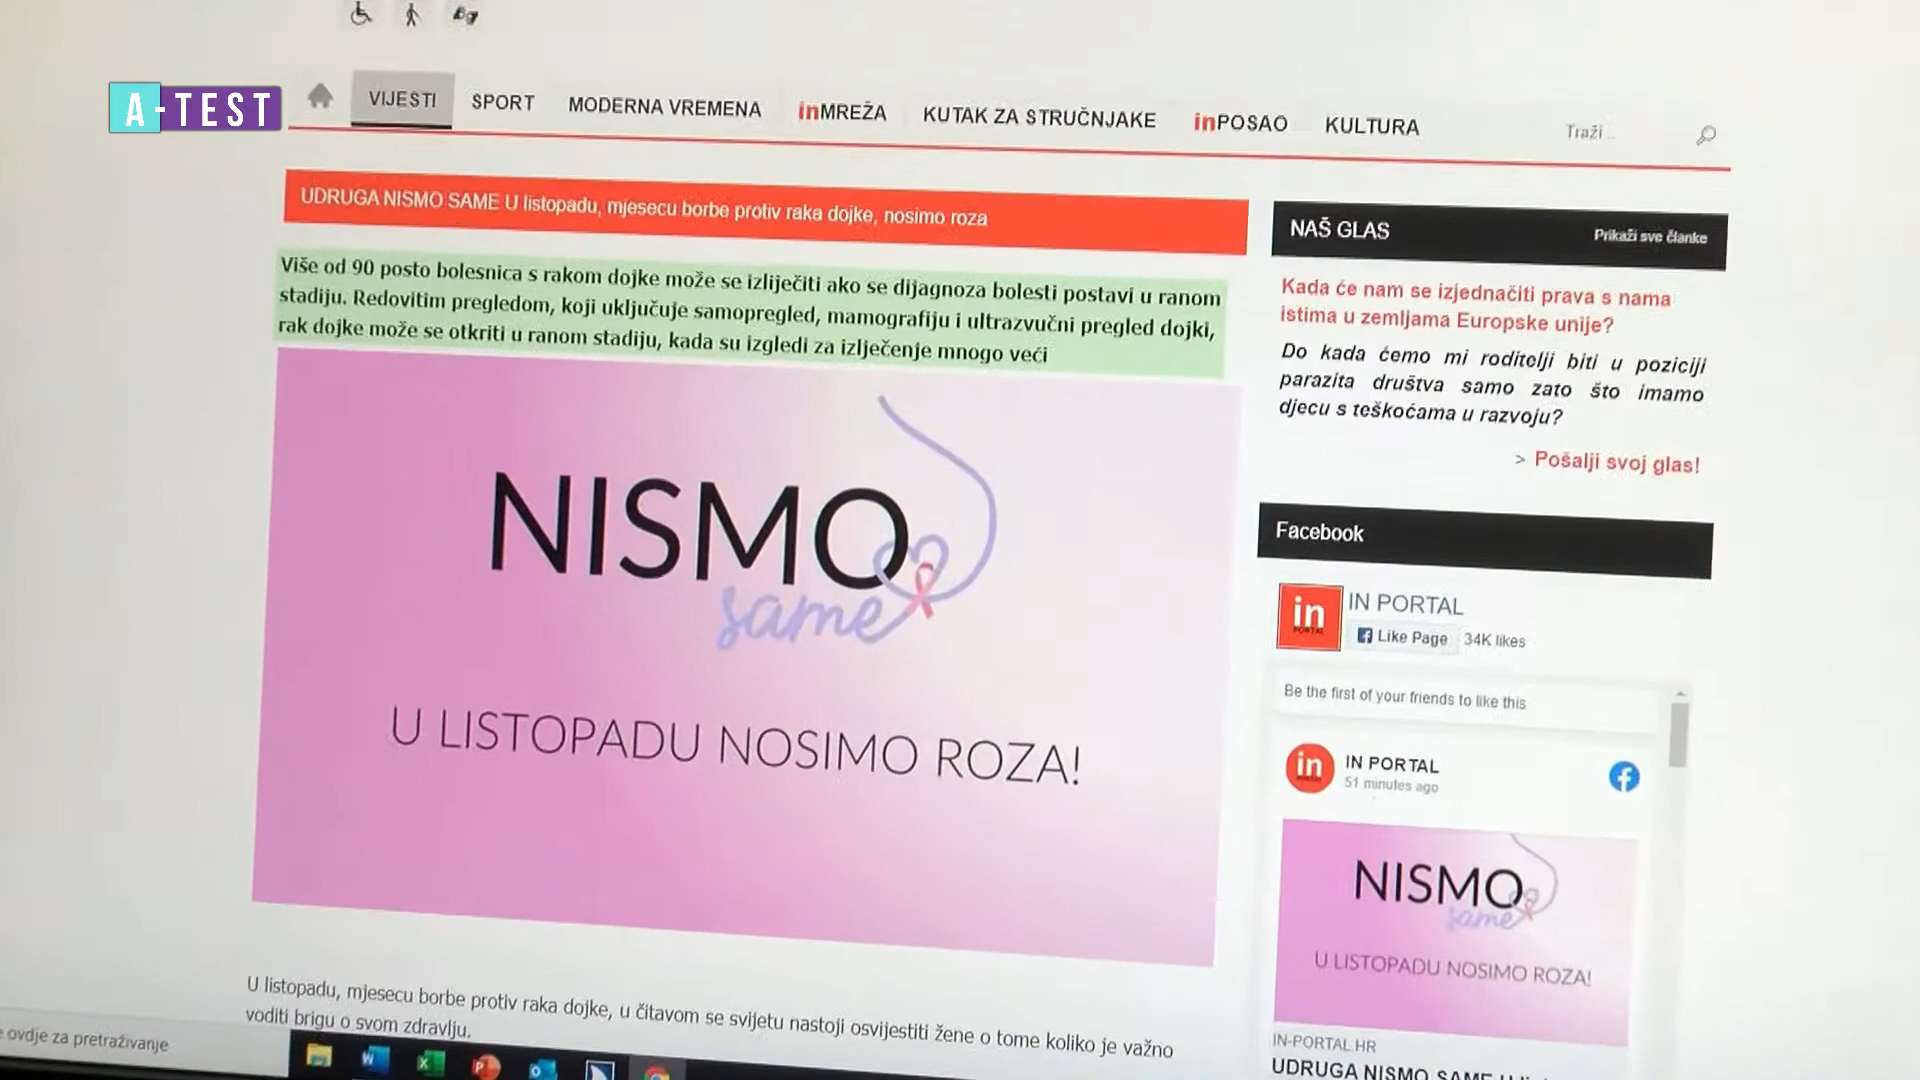 A-TEST
VIJESTI SPORT MODERNA VREMENA inMREŽA KUTAK ZA STRUČNJAKE inPOSAO KULTURA Traži ..
UDRUGA NISMO SAME U listopadu, mjesecu borbe protiv raka dojke, nosimo roza
Više od 90 posto bolesnica s rakom dojke može se izliječiti ako se dijagnoza bolesti postavi u ranom
stadiju. Redovitim pregledom, koji uključuje samopregled, mamografiju i ultrazvučni pregled dojki,
rak dojke može se otkriti u ranom stadiju, kada su izgledi za izlječenje mnogo veći
NISMO
same
U LISTOPADU NOSIMO ROZA!
U listopadu, mjesecu borbe protiv raka dojke, u čitavom se svijetu nastoji osvijestiti žene o tome koliko je važno
voditi brigu o svom zdravlju.
NAŠ GLAS Prikaži sve članke
Kada će nam se izjednačiti prava s nama
istima u zemljama Europske unije?
Do kada ćemo mi roditelji biti u poziciji
parazita društva samo zato što imamo
djecu s teškoćama u razvoju?
> Pošalji svoj glas!
Facebook
in
PORTAL
IN PORTAL
Like Page 34K likes
Be the first of your friends to like this
in
IN PORTAL
51 minutes ago
NISMO
same
U LISTOPADU NOSIMO ROZA!
IN-PORTAL.HR
UDRUGA NISMO SAME U
e ovdje za pretraživanje